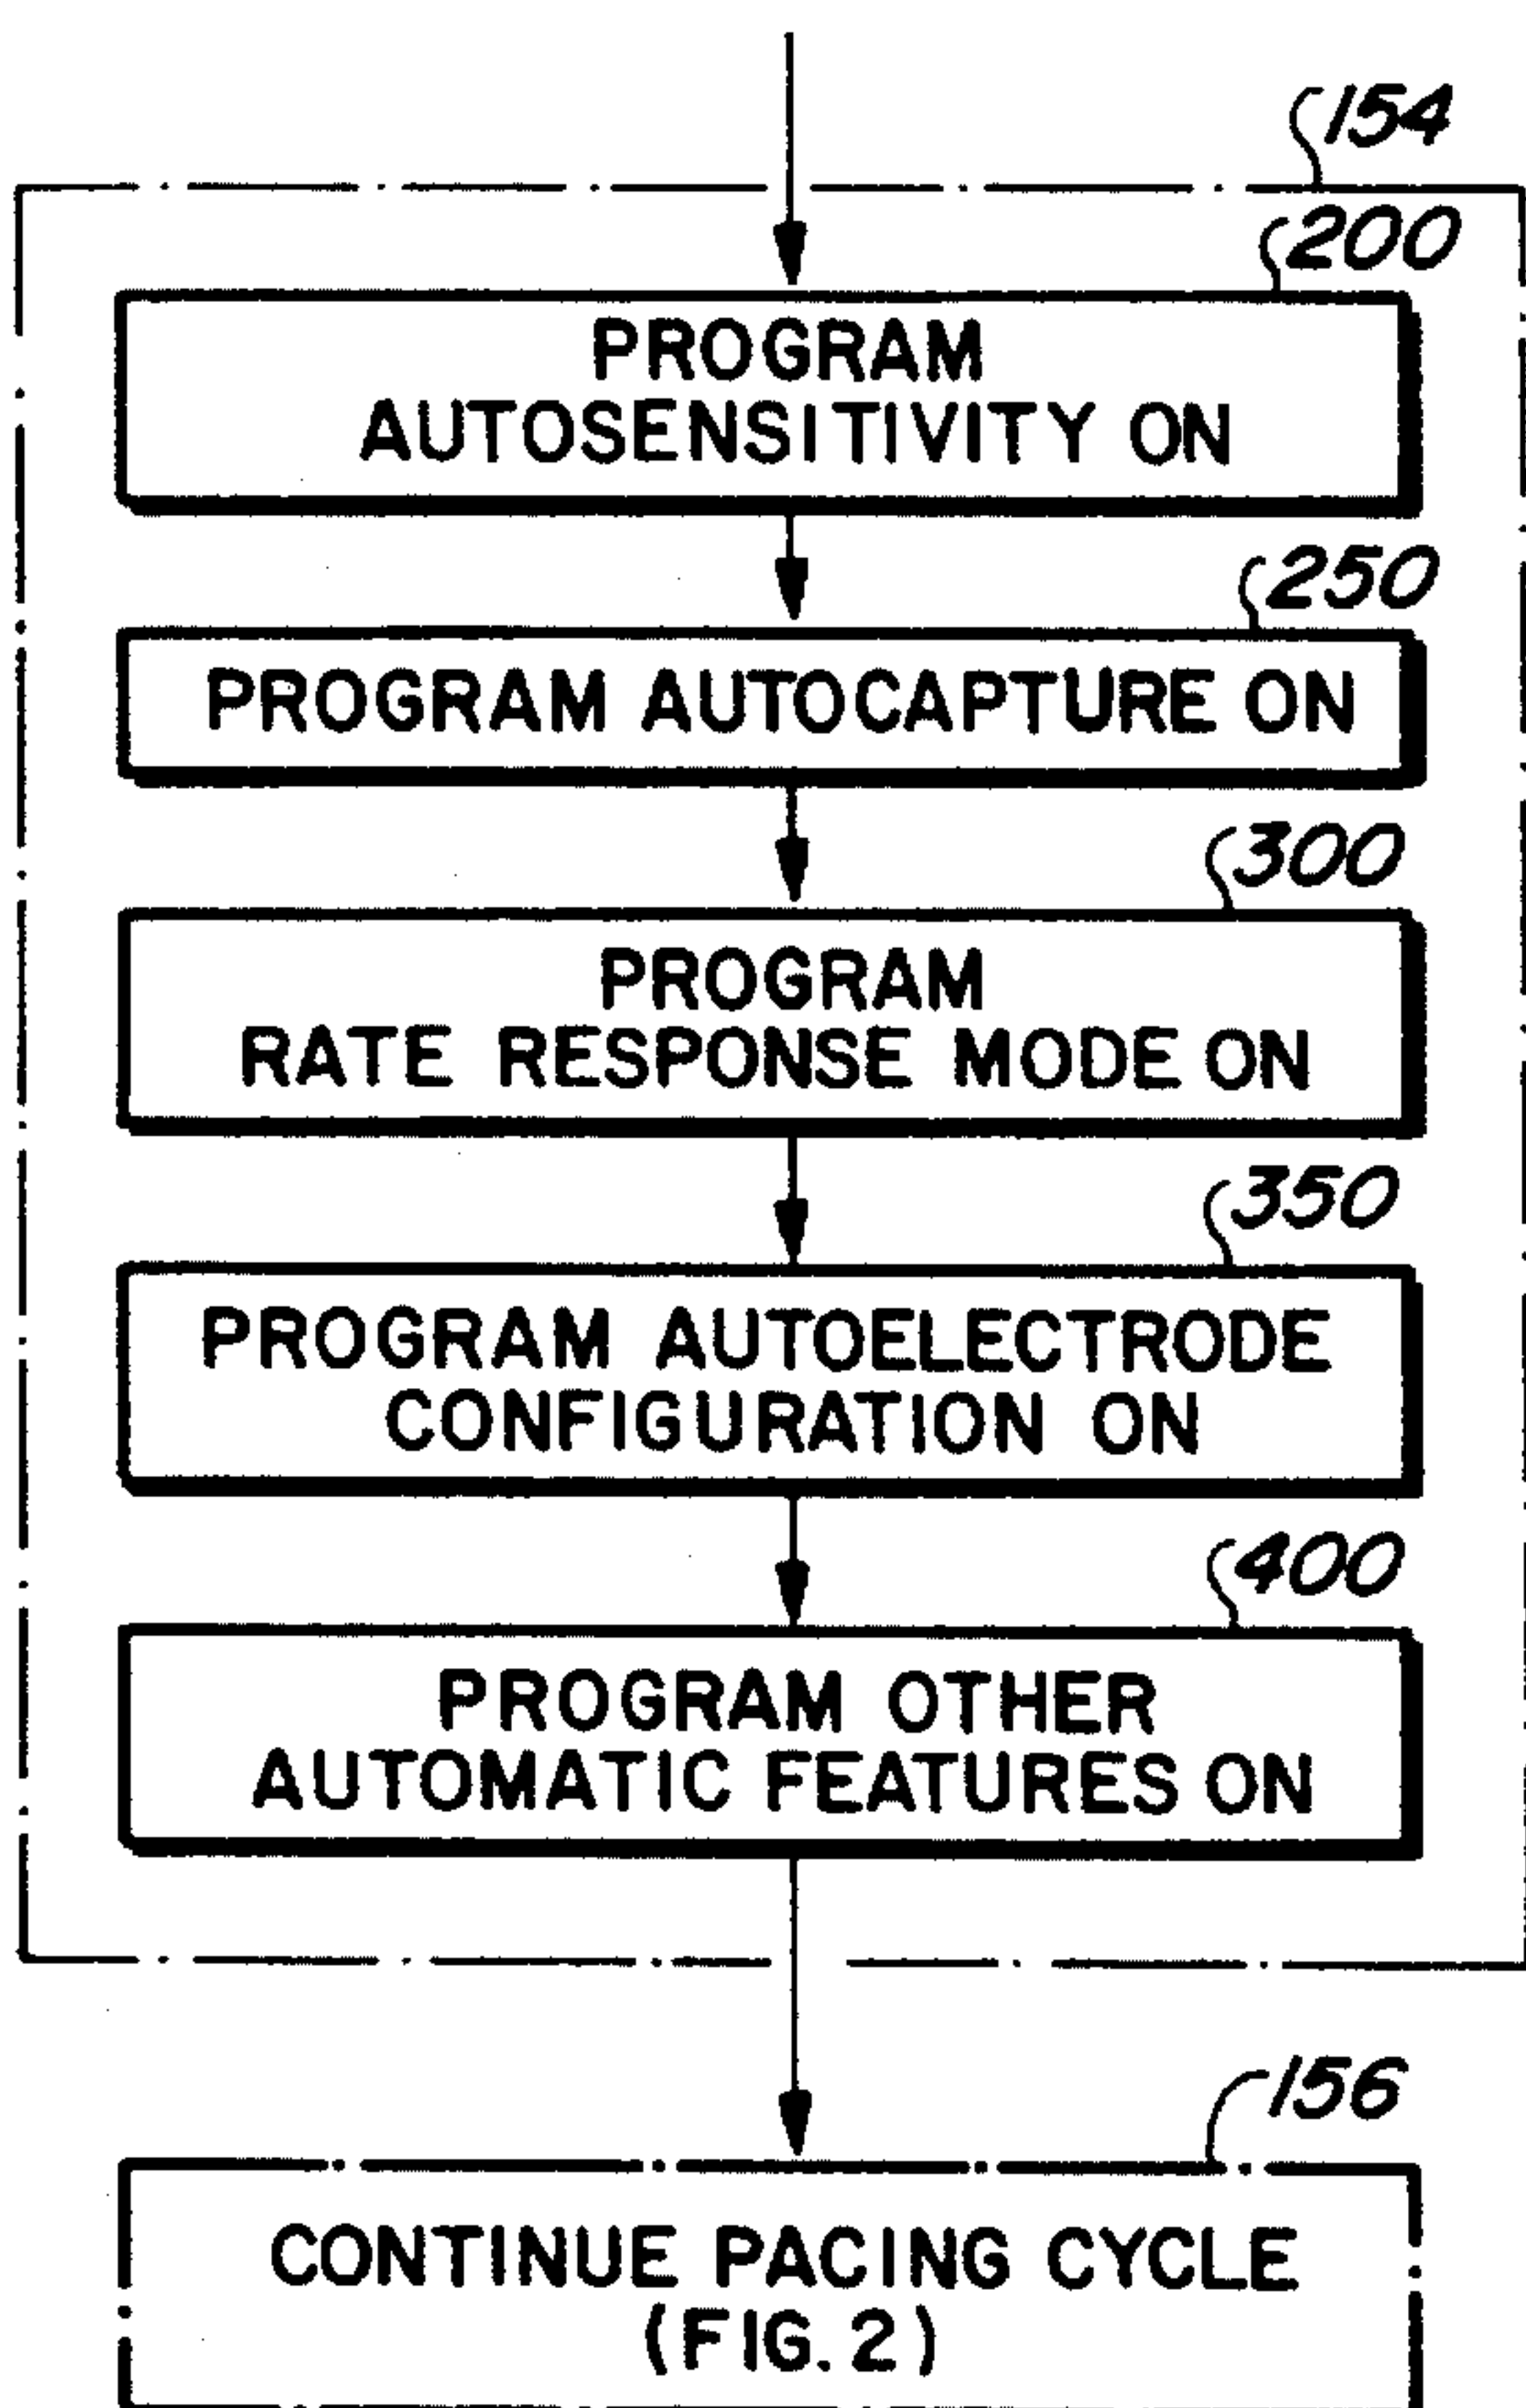 154
200
PROGRAM
AUTOSENSITIVITY ON
250
PROGRAM AUTOCAPTURE ON
300
PROGRAM
RATE RESPONSE MODE ON
350
PROGRAM AUTOELECTRODE
CONFIGURATION ON
400
PROGRAM OTHER
AUTOMATIC FEATURES ON
156
CONTINUE PACING CYCLE
(FIG. 2)